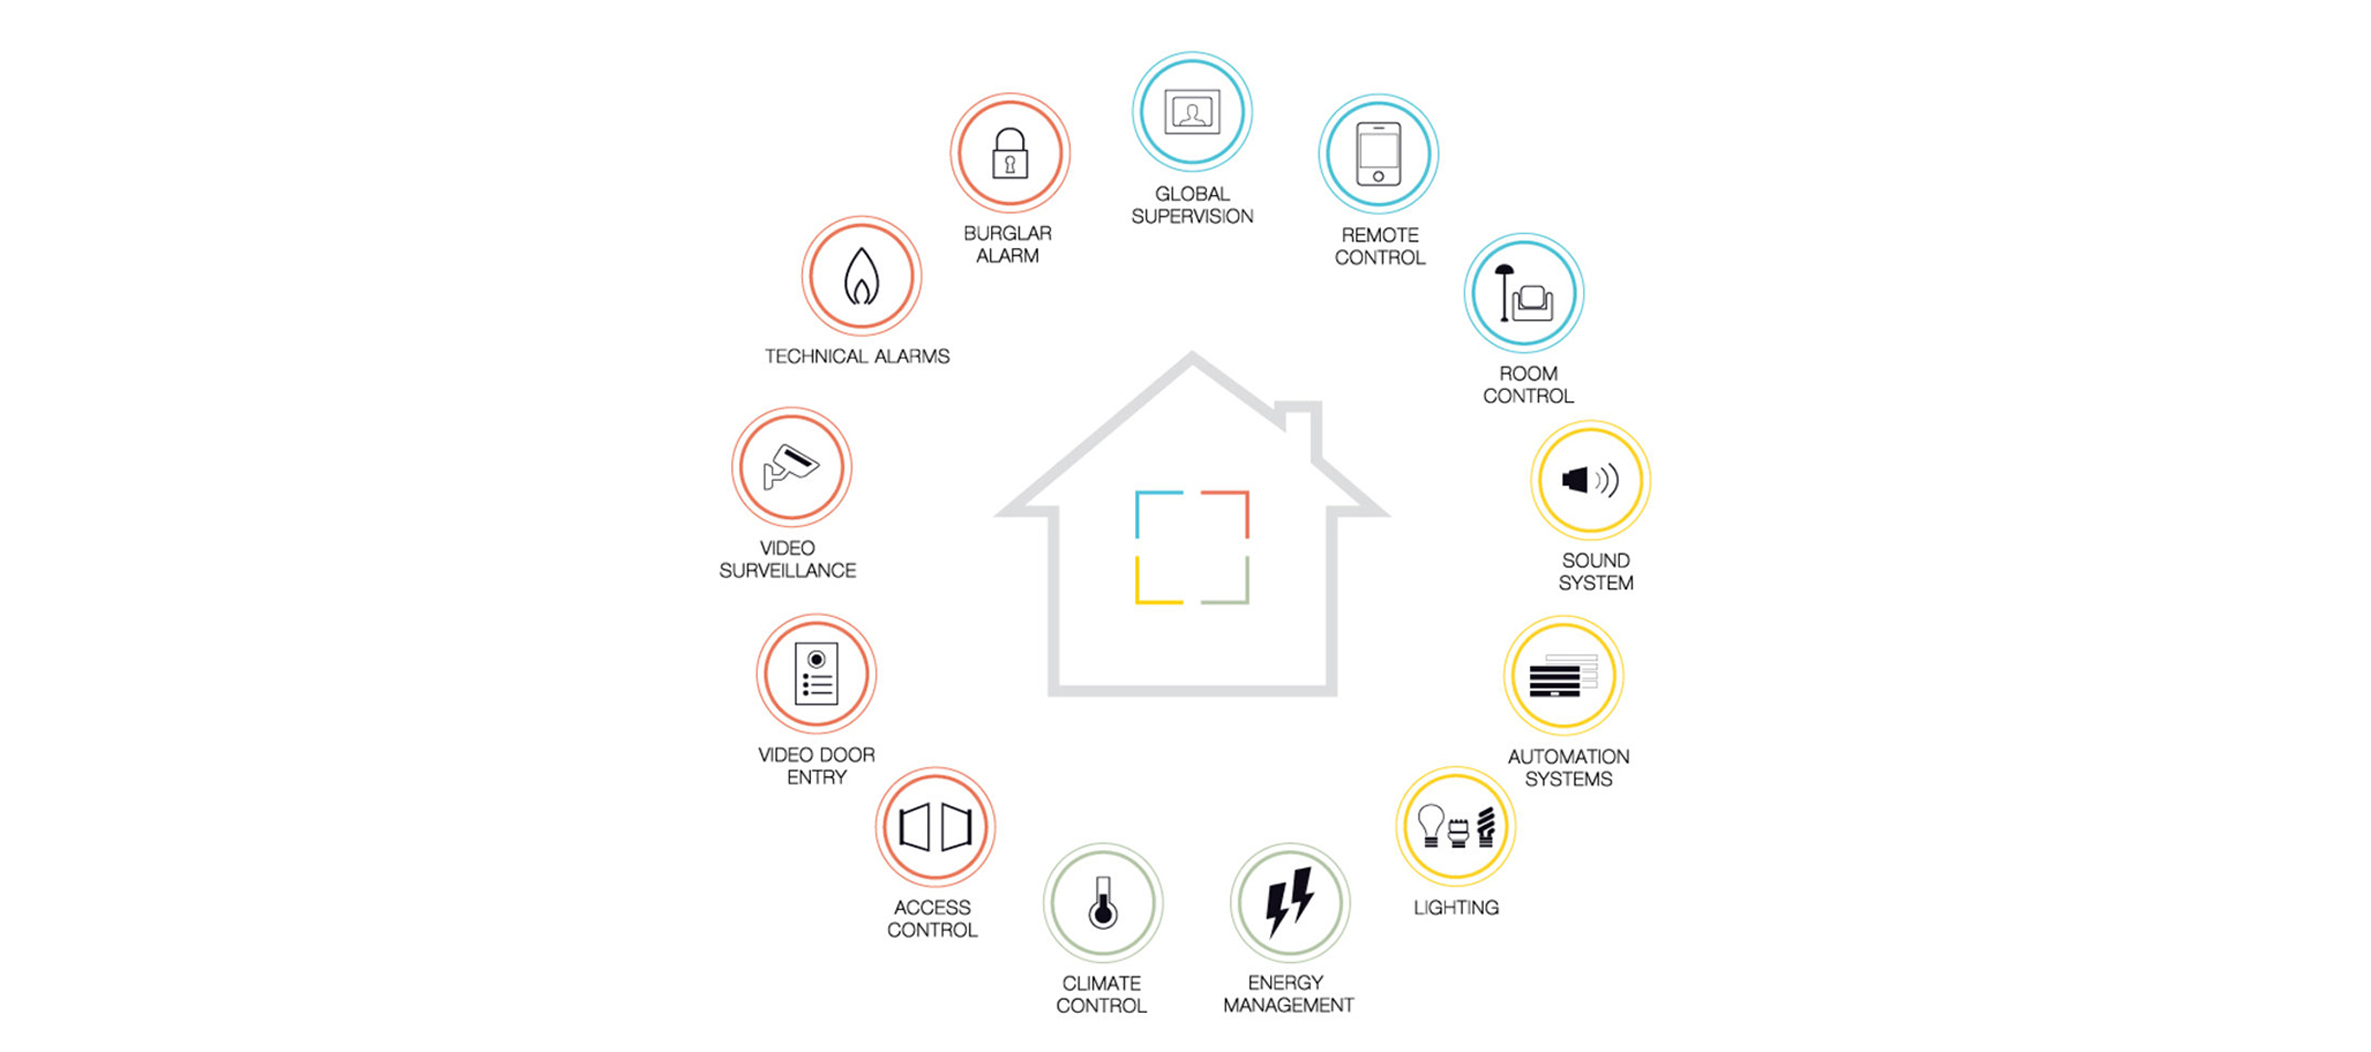 GLOBAL
SUPERVISION
REMOTE
CONTROL
ROOM
CONTROL
SOUND
SYSTEM
AUTOMATION
SYSTEMS
LIGHTING
ENERGY
MANAGEMENT
CLIMATE
CONTROL
ACCESS
CONTROL
VIDEO DOOR
ENTRY
VIDEO
SURVEILLANCE
TECHNICAL ALARMS
BURGLAR
ALARM